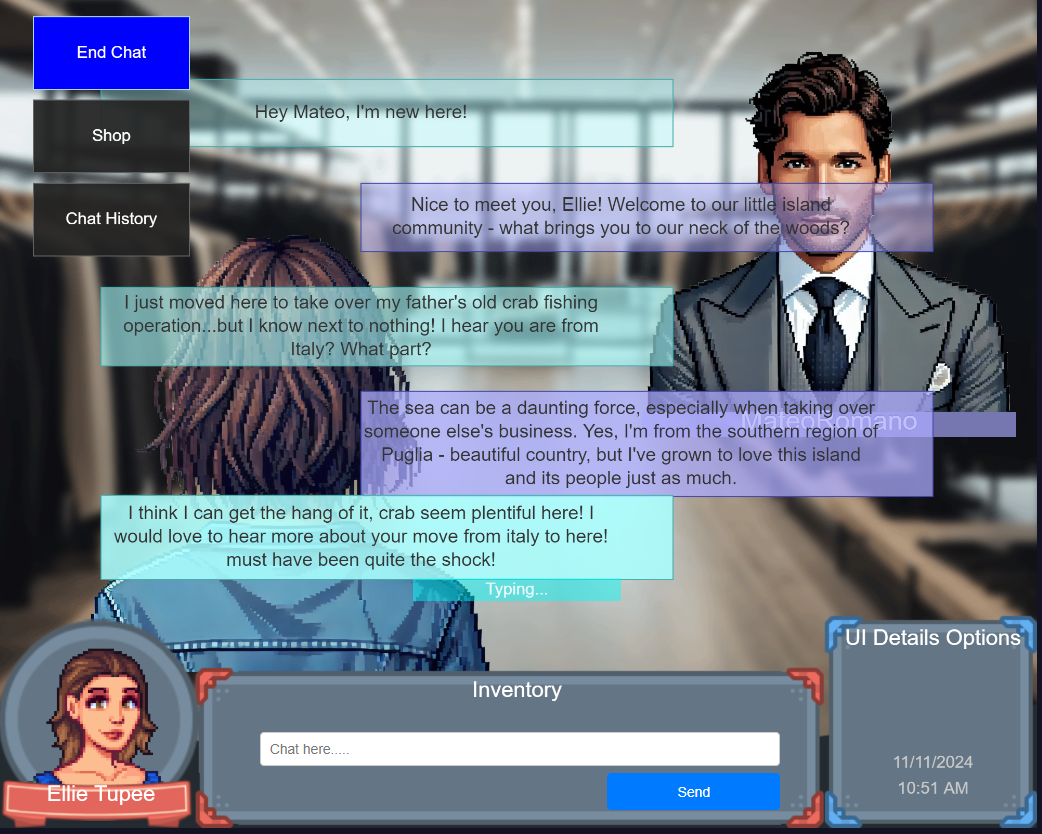 End Chat
Hey Mateo, I'm new here!
Shop
Chat History
Nice to meet you, Ellie! Welcome to our little island
community - what brings you to our neck of the woods?
I just moved here to take over my father's old crab fishing
operation...but I know next to nothing! I hear you are from
Italy? What part?
The sea can be a daunting force, especially when taking over
MateoRomano
someone else's business. Yes, I'm from the southern region of
Puglia - beautiful country, but I've grown to love this island
and its people just as much.
I think I can get the hang of it, crab seem plentiful here! I
would love to hear more about your move from italy to here!
must have been quite the shock!
Typing...
UI Details Options
Inventory
Chat here.....
11/11/2024
10:51 AM
Send
Ellie Tupee